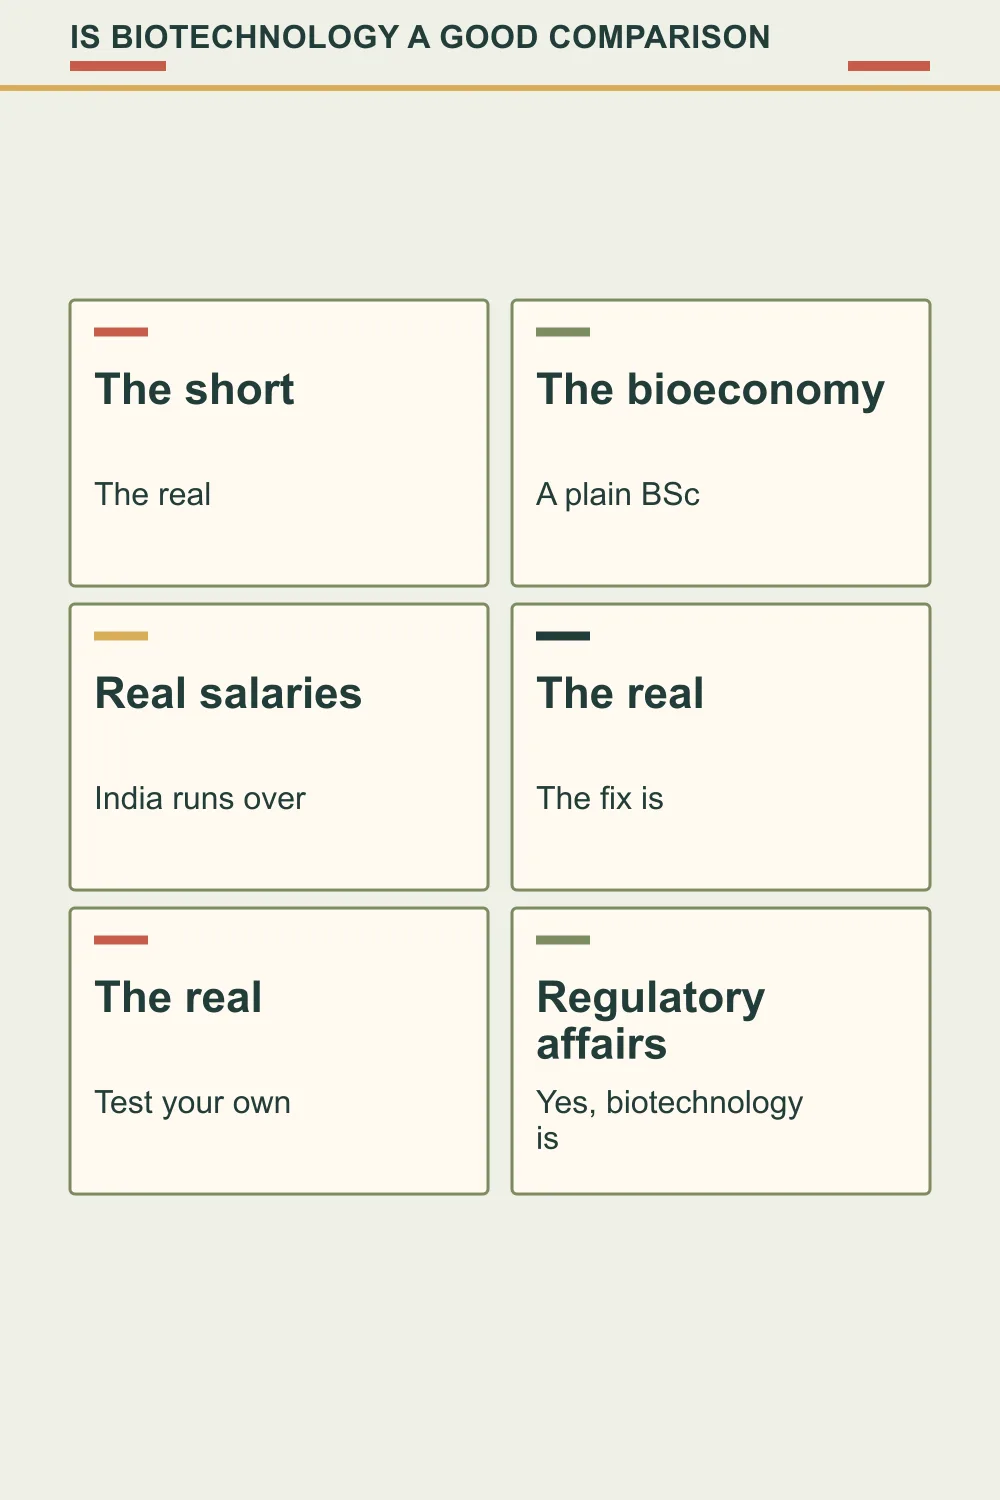 IS BIOTECHNOLOGY A GOOD COMPARISON
The short
The real
The bioeconomy
A plain BSc
Real salaries
India runs over
The real
The fix is
The real
Test your own
Regulatory
affairs
Yes, biotechnology
is